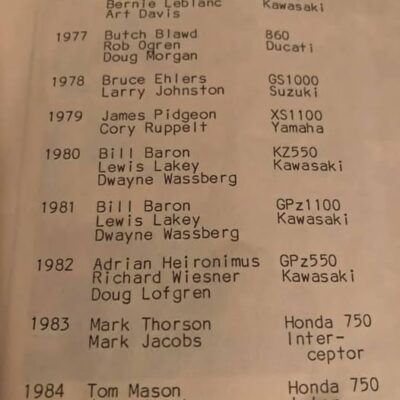 Bernie Leblanc Kawasaki
Art Davis
1977 Butch Blawd 860
Rob Ogren Ducati
Doug Morgan
1978 Bruce Ehlers GS1000
Larry Johnston Suzuki
1979 James Pidgeon XS1100
Cory Ruppelt Yamaha
1980 Bill Baron KZ550
Lewis Lakey Kawasaki
Dwayne Wassberg
1981 Bill Baron GPz1100
Lewis Lakey Kawasaki
Dwayne Wassberg
1982 Adrian Heironimus GPz550
Richard Wiesner Kawasaki
Doug Lofgren
1983 Mark Thorson Honda 750
Mark Jacobs Inter-
ceptor
1984 Tom Mason Honda 750